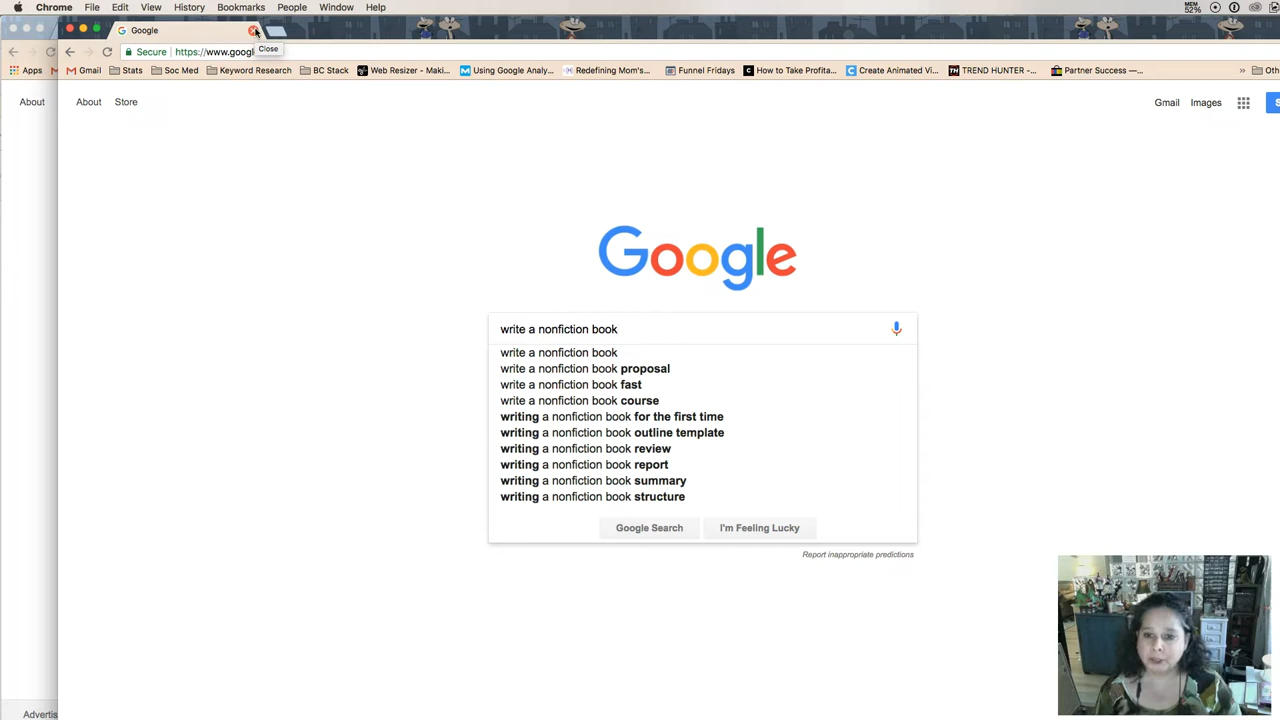 Chrome File Edit View History Bookmarks People Window Help MEM 52%
Google
Close
Secure https://www.googl
Apps Gmail Stats Soc Med Keyword Research BC Stack Web Resizer - Maki... Using Google Analy... Redefining Mom's... Funnel Fridays How to Take Profita... Create Animated Vi... TREND HUNTER -... Partner Success —... » Oth
About About Store Gmail Images
Google
write a nonfiction book
write a nonfiction book
write a nonfiction book proposal
write a nonfiction book fast
write a nonfiction book course
writing a nonfiction book for the first time
writing a nonfiction book outline template
writing a nonfiction book review
writing a nonfiction book report
writing a nonfiction book summary
writing a nonfiction book structure
Google Search I'm Feeling Lucky
Report inappropriate predictions
Advertis